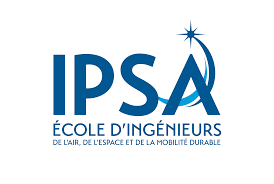 IPSA
ÉCOLE D'INGÉNIEURS
DE L'AIR, DE L'ESPACE ET DE LA MOBILITÉ DURABLE